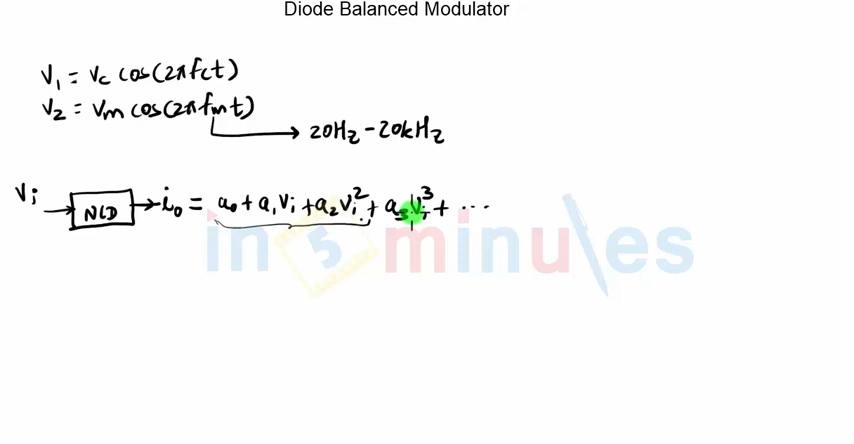 Diode Balanced Modulator
V₁ = Vc cos(2πfct)
V₂ = Vm cos(2πfmt)
20Hz - 20kHz
Vi → NLD → i₀ = a₀ + a₁Vi + a₂Vi² + a₃Vi³ + ...
in 5 minutes